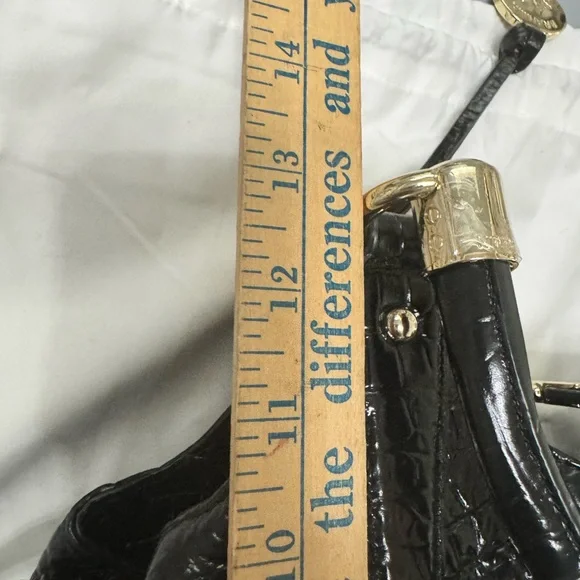 the differences and
10 11 12 13 14